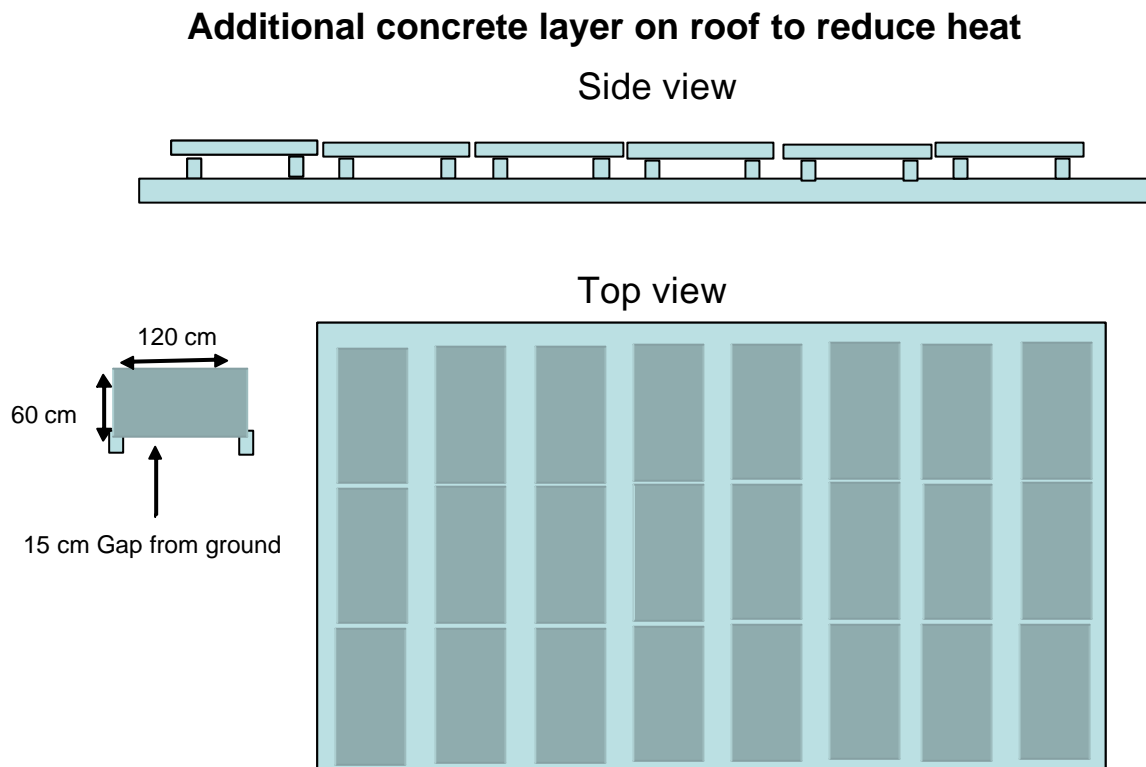 Additional concrete layer on roof to reduce heat
Side view
Top view
120 cm
60 cm
15 cm Gap from ground